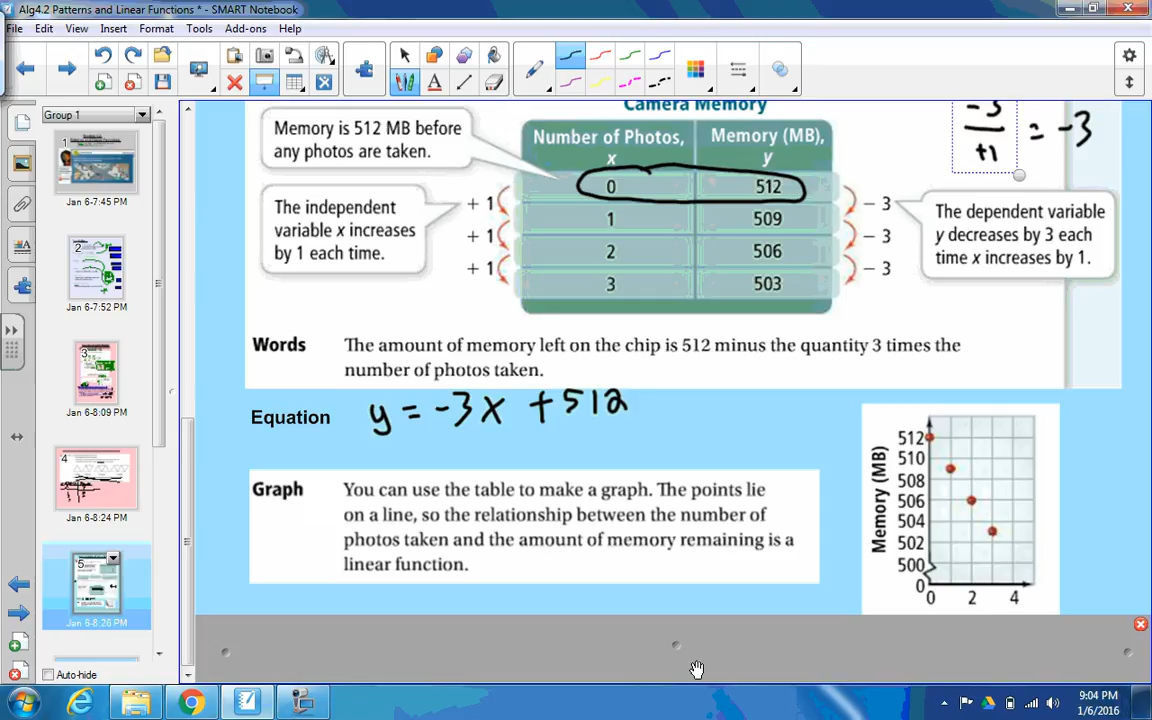 Alg4.2 Patterns and Linear Functions * - SMART Notebook
File Edit View Insert Format Tools Add-ons Help
Group 1
1
Jan 6-7:45 PM
2
Jan 6-7:52 PM
3
Jan 6-8:09 PM
4
Jan 6-8:24 PM
5
Jan 6-8:28 PM
Auto-hide
Camera Memory
Memory is 512 MB before
any photos are taken.
Number of Photos, Memory (MB),
x y
0 512
1 509
2 506
3 503
The independent
variable x increases
by 1 each time.
+ 1
+ 1
+ 1
− 3
− 3
− 3
-3
+1
= -3
The dependent variable
y decreases by 3 each
time x increases by 1.
Words The amount of memory left on the chip is 512 minus the quantity 3 times the
number of photos taken.
Equation y = -3x + 512
Graph You can use the table to make a graph. The points lie
on a line, so the relationship between the number of
photos taken and the amount of memory remaining is a
linear function.
Memory (MB)
512
510
508
506
504
502
500
0
0 2 4
9:04 PM
1/6/2016